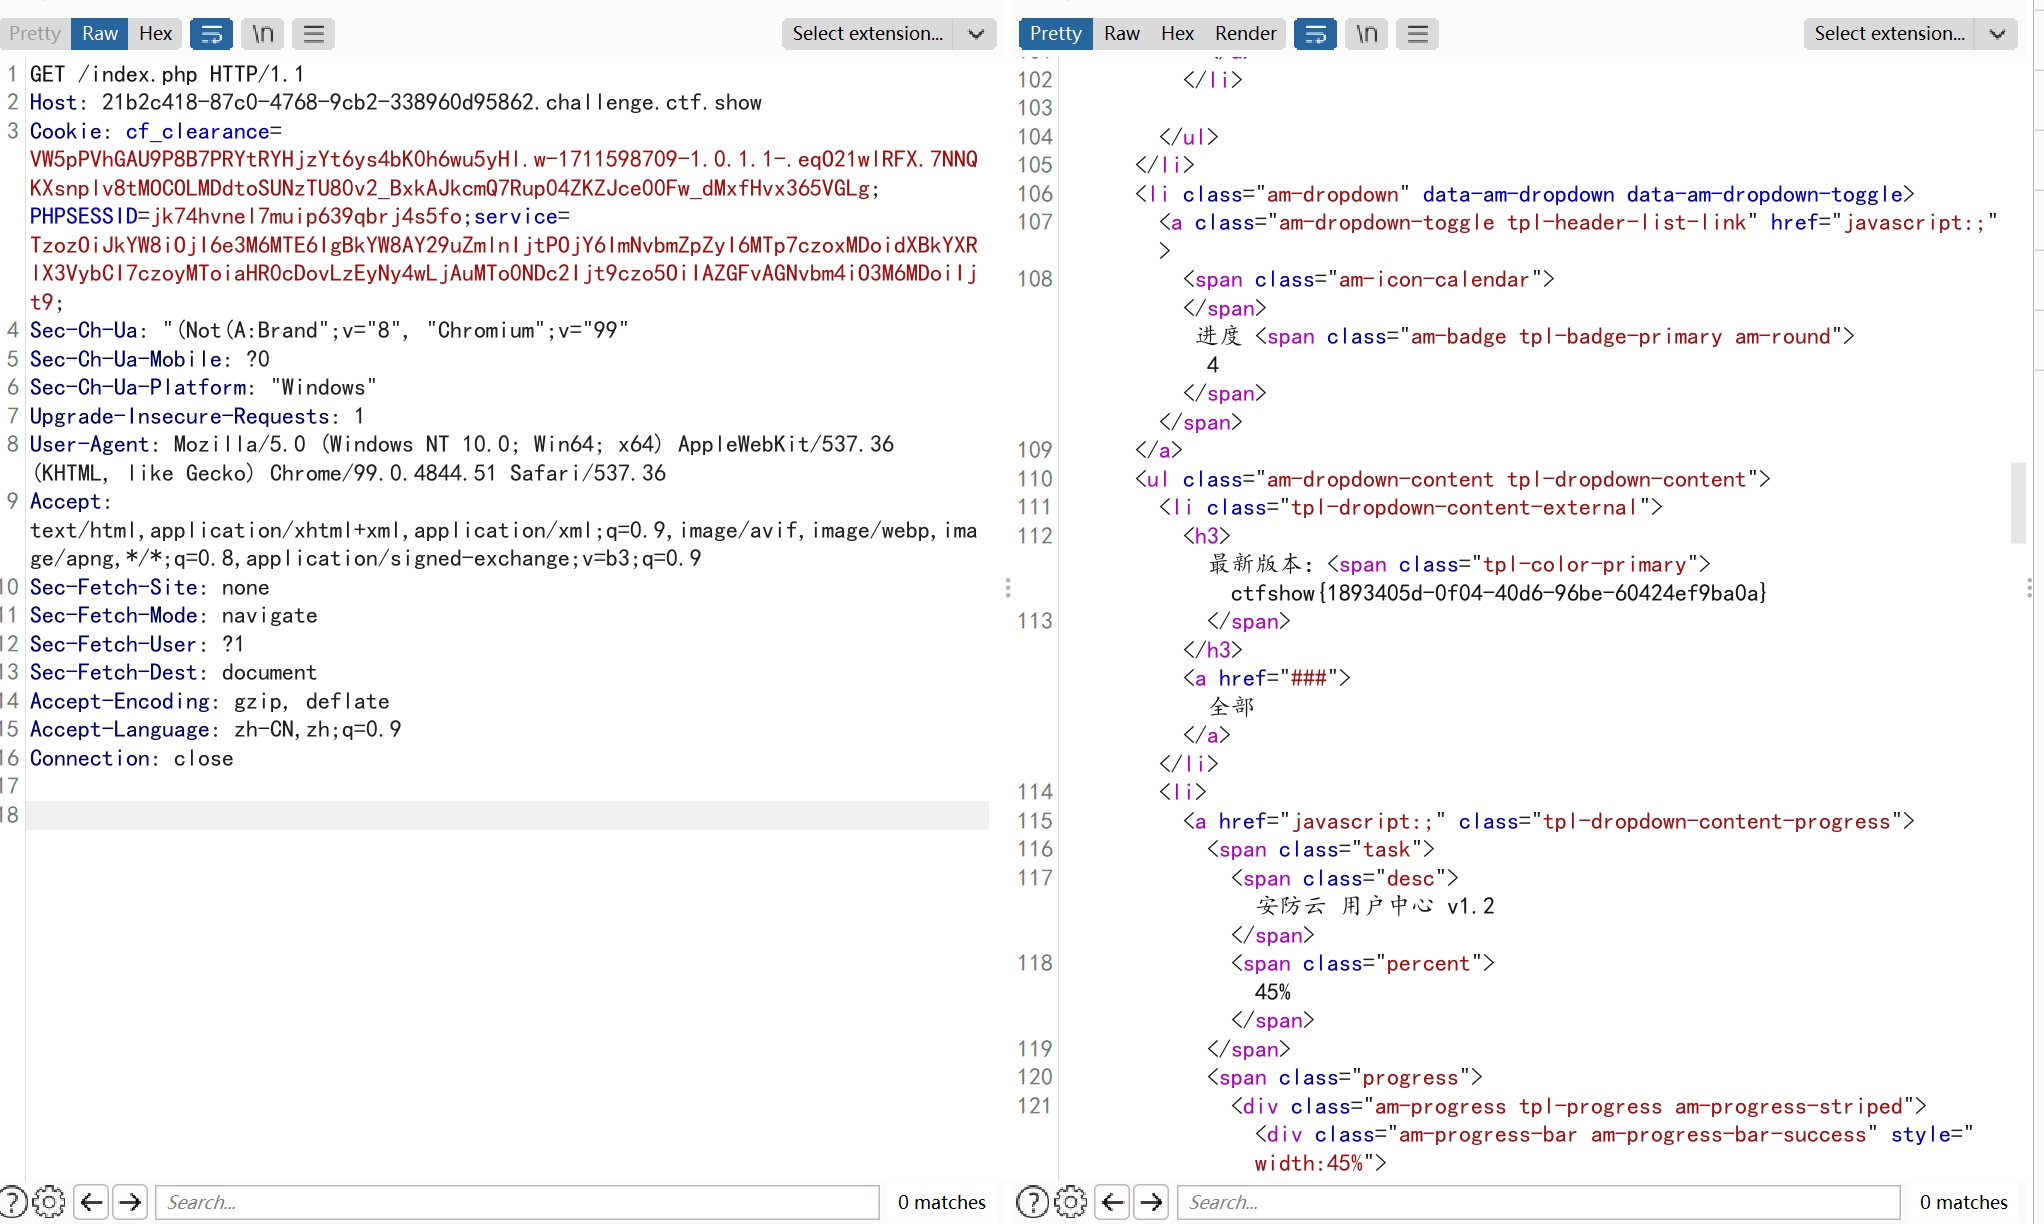 Pretty Raw Hex \n Select extension...
1 GET /index.php HTTP/1.1
2 Host: 21b2c418-87c0-4768-9cb2-338960d95862.challenge.ctf.show
3 Cookie: cf_clearance=
VW5pPVhGAU9P8B7PRYtRYHjzYt6ys4bK0h6wu5yHl.w-1711598709-1.0.1.1-.eqO21wlRFX.7NNQ
KXsnplv8tMOCOLMDdtoSUNzTU80v2_BxkAJkcmQ7Rup04ZKZJce00Fw_dMxfHvx365VGLg;
PHPSESSID=jk74hvnel7muip639qbrj4s5fo;service=
TzozOiJkYW8iOjI6e3M6MTE6IgBkYW8AY29uZmlnIjtPOjY6ImNvbmZpZyI6MTp7czoxMDoidXBkYXR
lX3VybCI7czoyMToiaHR0cDovLzEyNy4wLjAuMTo0NDc2Ijt9czo5OiIAZGFvAGNvbm4iO3M6MDoiIj
t9;
4 Sec-Ch-Ua: "(Not(A:Brand";v="8", "Chromium";v="99"
5 Sec-Ch-Ua-Mobile: ?0
6 Sec-Ch-Ua-Platform: "Windows"
7 Upgrade-Insecure-Requests: 1
8 User-Agent: Mozilla/5.0 (Windows NT 10.0; Win64; x64) AppleWebKit/537.36
(KHTML, like Gecko) Chrome/99.0.4844.51 Safari/537.36
9 Accept:
text/html,application/xhtml+xml,application/xml;q=0.9,image/avif,image/webp,ima
ge/apng,*/*;q=0.8,application/signed-exchange;v=b3;q=0.9
10 Sec-Fetch-Site: none
11 Sec-Fetch-Mode: navigate
12 Sec-Fetch-User: ?1
13 Sec-Fetch-Dest: document
14 Accept-Encoding: gzip, deflate
15 Accept-Language: zh-CN,zh;q=0.9
16 Connection: close
17
18
Search... 0 matches
Pretty Raw Hex Render \n Select extension...
102 </li>
103
104 </ul>
105 </li>
106 <li class="am-dropdown" data-am-dropdown data-am-dropdown-toggle>
107 <a class="am-dropdown-toggle tpl-header-list-link" href="javascript:;"
>
108 <span class="am-icon-calendar">
</span>
进度 <span class="am-badge tpl-badge-primary am-round">
4
</span>
</span>
109 </a>
110 <ul class="am-dropdown-content tpl-dropdown-content">
111 <li class="tpl-dropdown-content-external">
112 <h3>
最新版本: <span class="tpl-color-primary">
ctfshow{1893405d-0f04-40d6-96be-60424ef9ba0a}
113 </span>
</h3>
<a href="###">
全部
</a>
</li>
114 <li>
115 <a href="javascript:;" class="tpl-dropdown-content-progress">
116 <span class="task">
117 <span class="desc">
安防云 用户中心 v1.2
</span>
118 <span class="percent">
45%
</span>
119 </span>
120 <span class="progress">
121 <div class="am-progress tpl-progress am-progress-striped">
<div class="am-progress-bar am-progress-bar-success" style="
width:45%">
Search... 0 matches